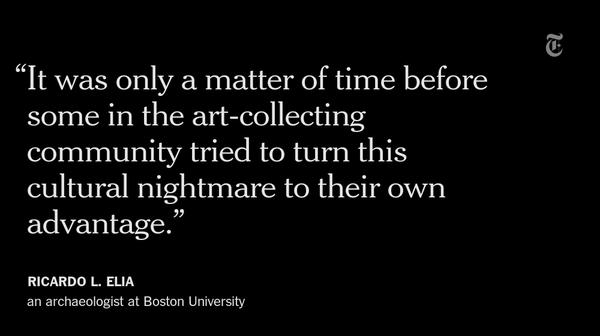 “It was only a matter of time before
some in the art-collecting
community tried to turn this
cultural nightmare to their own
advantage.”
RICARDO L. ELIA
an archaeologist at Boston University
T